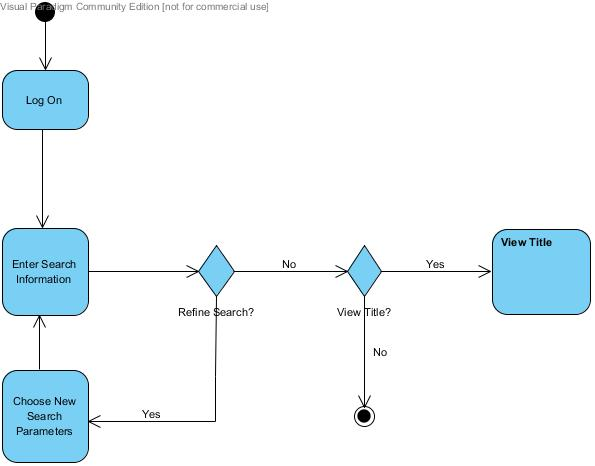 Visual Paradigm Community Edition [not for commercial use]
Log On
Enter Search
Information
No
Yes
View Title
Refine Search?
View Title?
No
Choose New
Search
Parameters
Yes